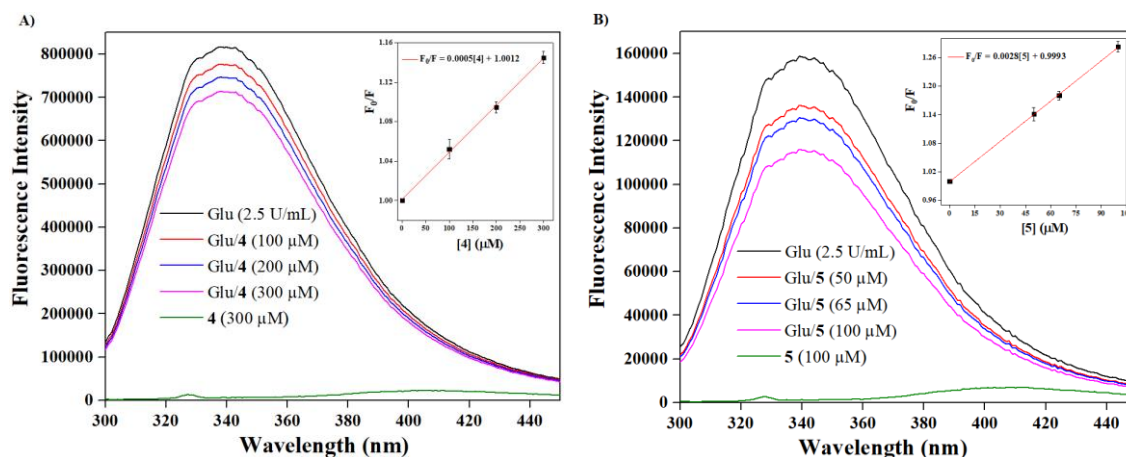 A)
800000
700000
600000
500000
400000
300000
200000
100000
0
300
320
340
360
380
400
420
440
Fluorescence Intensity
Wavelength (nm)
Glu (2.5 U/mL)
Glu/4 (100 µM)
Glu/4 (200 µM)
Glu/4 (300 µM)
4 (300 µM)
F₀/F = 0.0005[4] + 1.0012
F₀/F
1.16
1.12
1.08
1.04
1.00
0
50
100
150
200
250
300
[4] (µM)
B)
160000
140000
120000
100000
80000
60000
40000
20000
0
300
320
340
360
380
400
420
440
Fluorescence Intensity
Wavelength (nm)
Glu (2.5 U/mL)
Glu/5 (50 µM)
Glu/5 (65 µM)
Glu/5 (100 µM)
5 (100 µM)
F₀/F = 0.0028[5] + 0.9993
F₀/F
1.26
1.20
1.14
1.08
1.02
0.96
0
15
30
45
60
75
90
[5] (µM)